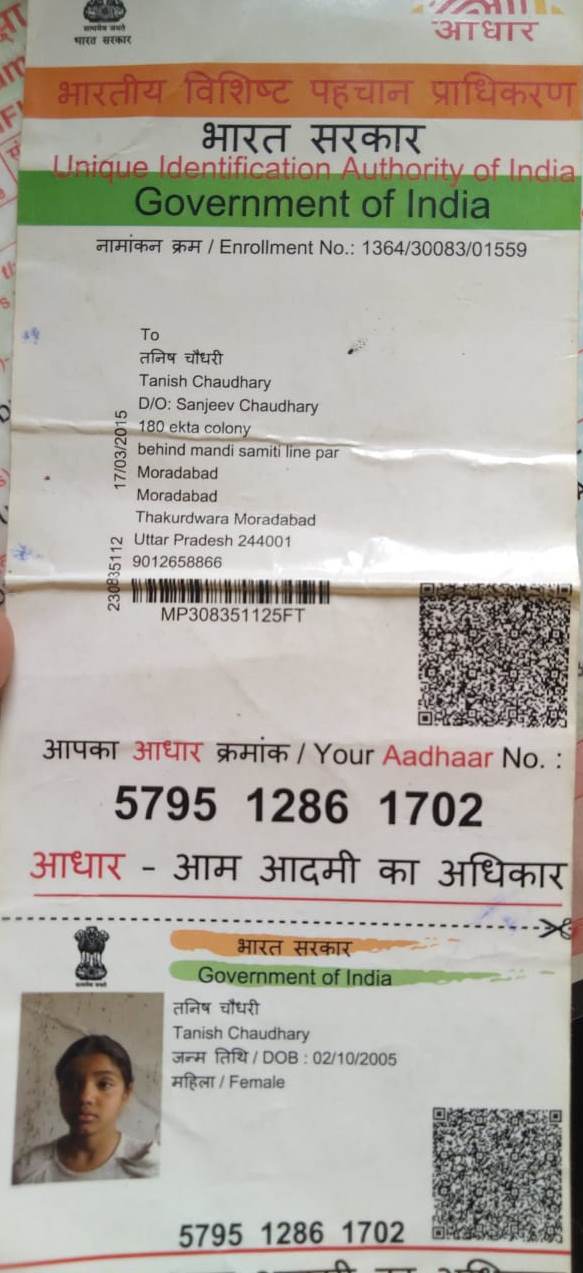 सत्यमेव जयते
भारत सरकार
आधार
भारतीय विशिष्ट पहचान प्राधिकरण
भारत सरकार
Unique Identification Authority of India
Government of India
नामांकन क्रम / Enrollment No.: 1364/30083/01559
To
तनिष चौधरी
Tanish Chaudhary
D/O: Sanjeev Chaudhary
180 ekta colony
behind mandi samiti line par
Moradabad
Moradabad
Thakurdwara Moradabad
Uttar Pradesh 244001
9012658866
17/03/2015
230835112
MP308351125FT
आपका आधार क्रमांक / Your Aadhaar No. :
5795 1286 1702
आधार - आम आदमी का अधिकार
भारत सरकार
Government of India
तनिष चौधरी
Tanish Chaudhary
जन्म तिथि / DOB : 02/10/2005
महिला / Female
5795 1286 1702